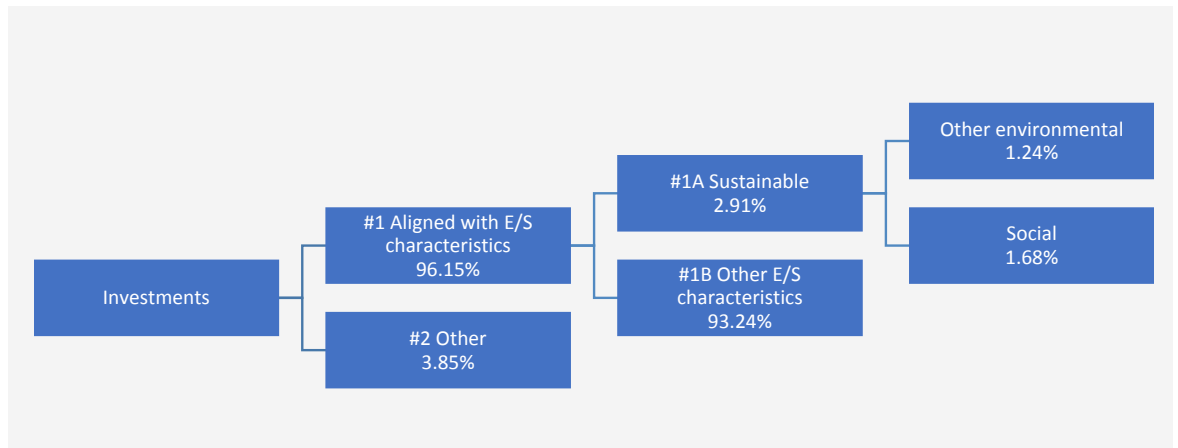 Investments
#1 Aligned with E/S
characteristics
96.15%
#2 Other
3.85%
#1A Sustainable
2.91%
#1B Other E/S
characteristics
93.24%
Other environmental
1.24%
Social
1.68%